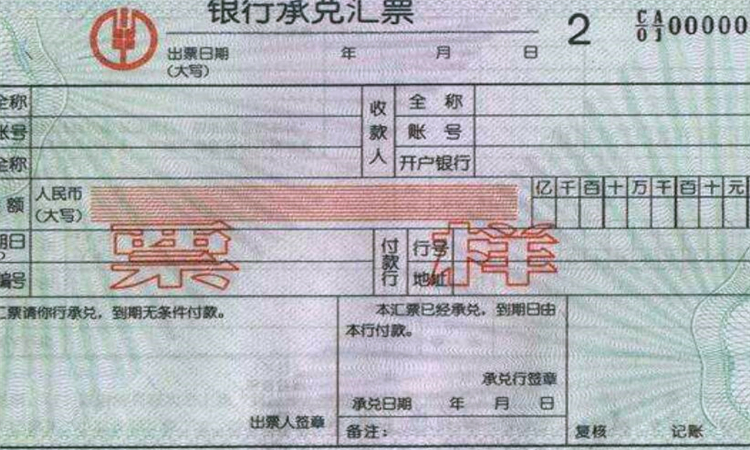 银行承兑汇票
2
CA 00000
01
出票日期 年 月 日
(大写)
全称
账号
全称
收款人
全 称
账 号
开户银行
额
人民币
(大写)
亿 千 百 十 万 千 百 十 元
期日
编号
付款行
行号
地址
票样
汇票请你行承兑，到期无条件付款。
本汇票已经承兑，到期日由
本行付款。
承兑行签章
承兑日期 年 月 日
出票人签章
备注：
复核 记账